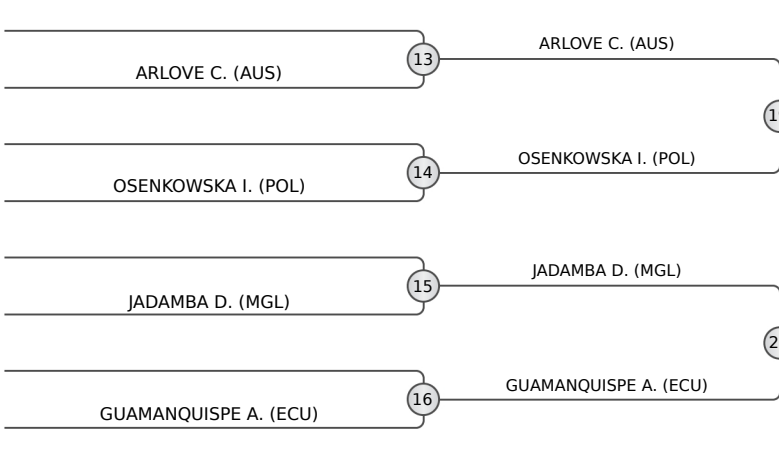 ARLOVE C. (AUS)
13
ARLOVE C. (AUS)
OSENKOWSKA I. (POL)
14
OSENKOWSKA I. (POL)
JADAMBA D. (MGL)
15
JADAMBA D. (MGL)
GUAMANQUISPE A. (ECU)
16
GUAMANQUISPE A. (ECU)